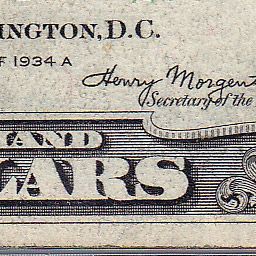 INGTON, D.C.
F 1934 A
Henry Morgent
Secretary of the
AND
LARS